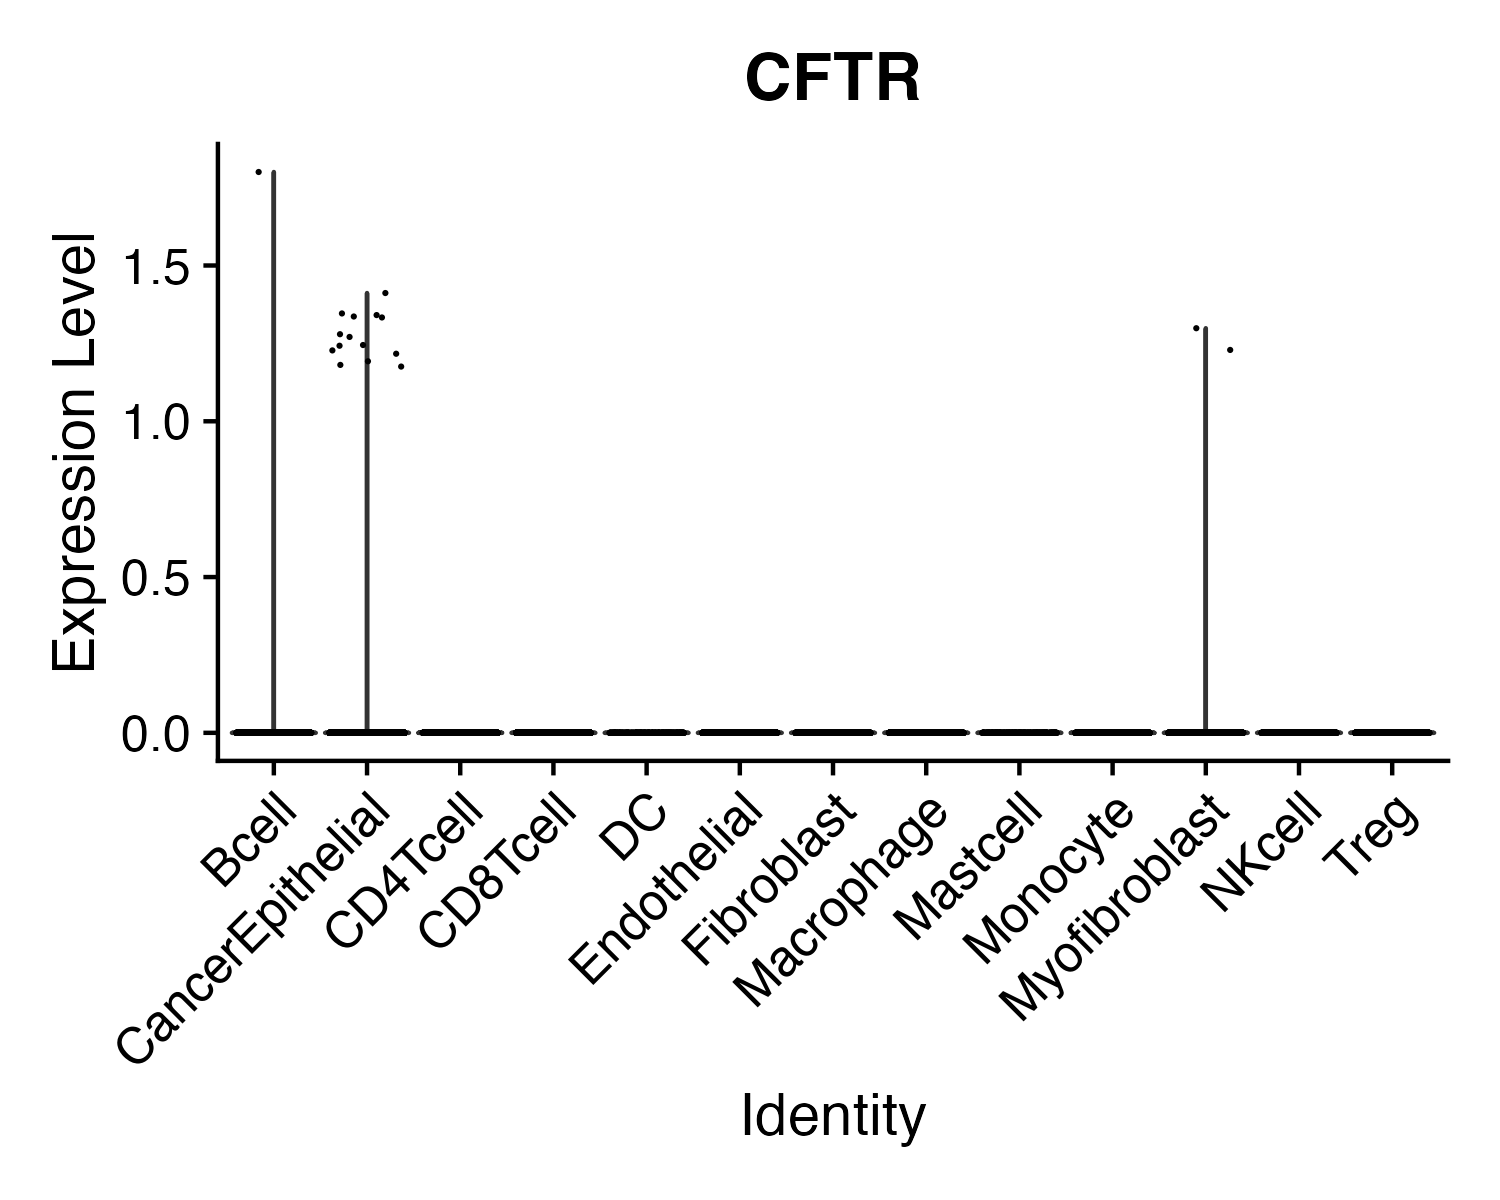 CFTR
Expression Level
1.5
1.0
0.5
0.0
Bcell
CancerEpithelial
CD4Tcell
CD8Tcell
DC
Endothelial
Fibroblast
Macrophage
Mastcell
Monocyte
Myofibroblast
NKcell
Treg
Identity